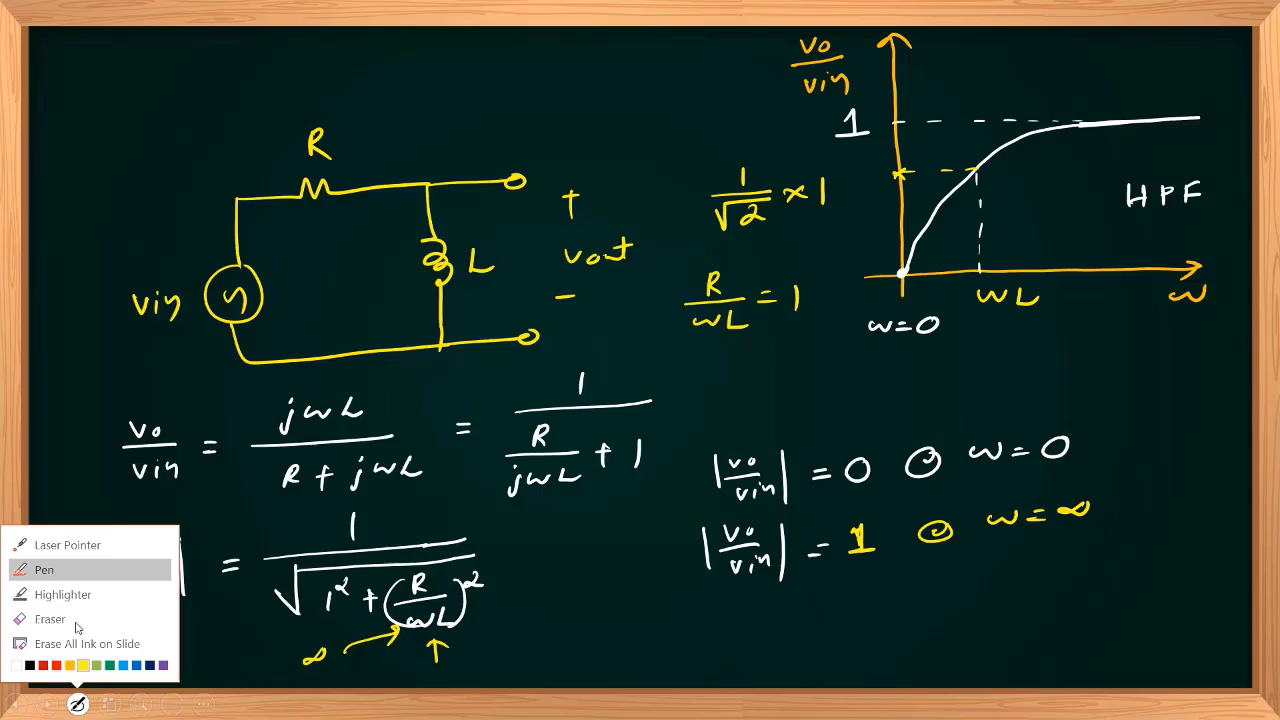 R
Vin
L
+
Vout
−
vo/vin
1
1/√2 × 1
R/ωL = 1
HPF
ωL
ω
ω=0
vo/vin = jωL/(R + jωL) = 1/(R/jωL + 1)
|vo/vin| = 0 @ ω = 0
|vo/vin| = 1 @ ω = ∞
| = 1/√(1² + (R/ωL)²)
∞ → ↑
Laser Pointer
Pen
Highlighter
Eraser
Erase All Ink on Slide